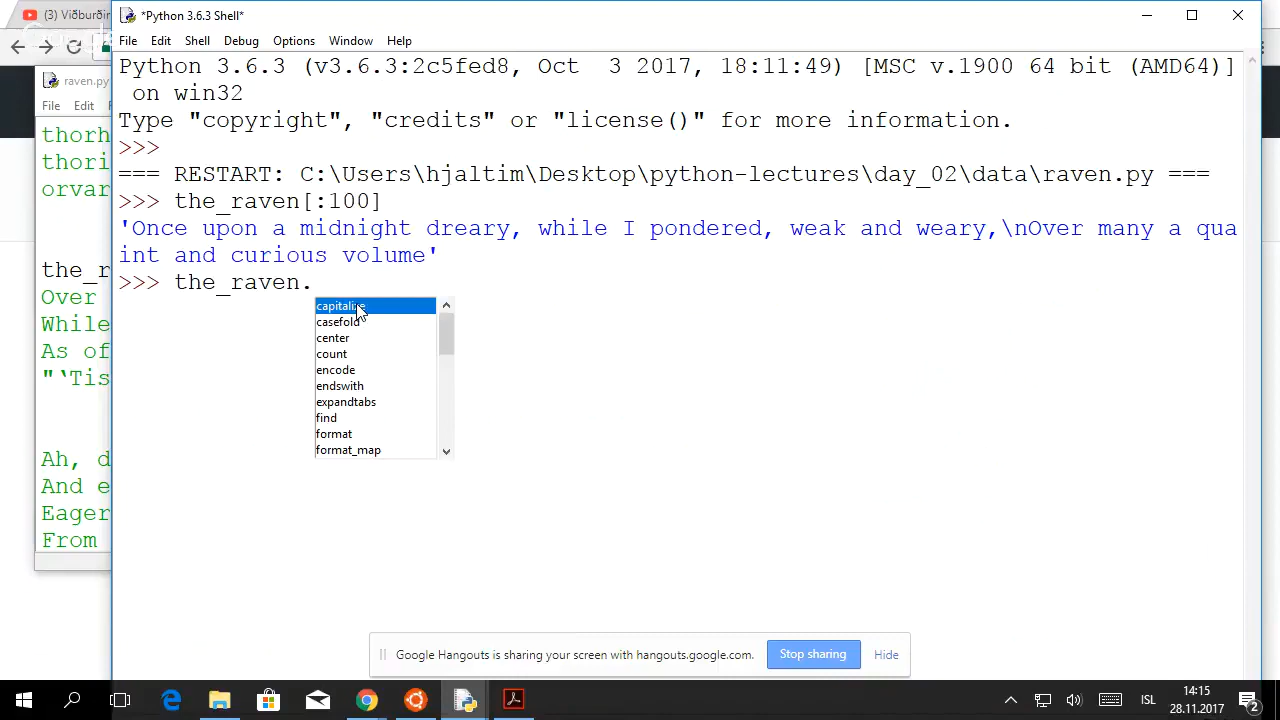 (3) Viðburðir
*Python 3.6.3 Shell*
File Edit Shell Debug Options Window Help
Python 3.6.3 (v3.6.3:2c5fed8, Oct  3 2017, 18:11:49) [MSC v.1900 64 bit (AMD64)]
on win32
Type "copyright", "credits" or "license()" for more information.
>>>
=== RESTART: C:\Users\hjaltim\Desktop\python-lectures\day_02\data\raven.py ===
>>> the_raven[:100]
'Once upon a midnight dreary, while I pondered, weak and weary,\nOver many a qua
int and curious volume'
>>> the_raven.
capitalize
casefold
center
count
encode
endswith
expandtabs
find
format
format_map
raven.py
File Edit F
thorh
thori
orvar
the_r
Over
While
As of
"‘Tis
Ah, d
And e
Eager
From
Google Hangouts is sharing your screen with hangouts.google.com. Stop sharing Hide
ISL
14:15
28.11.2017
2